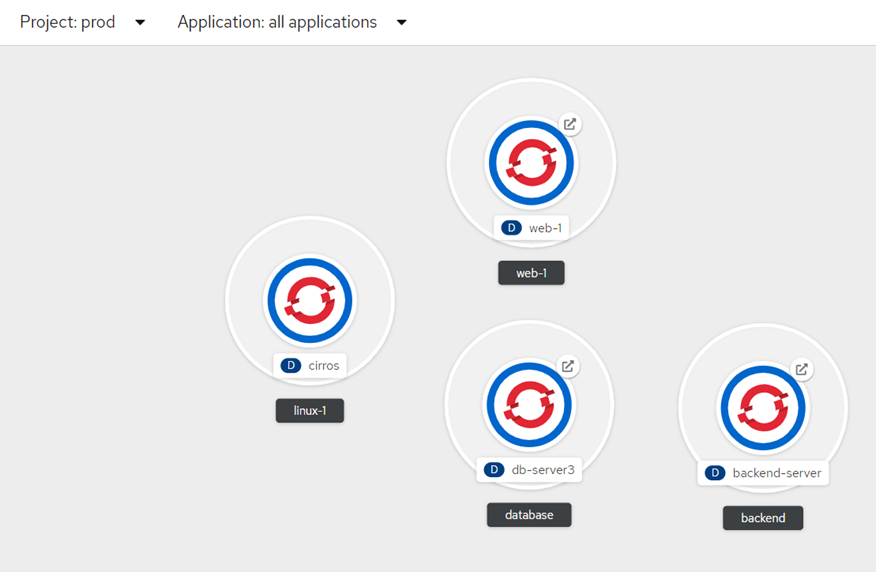 Project: prod
Application: all applications
D web-1
web-1
D cirros
linux-1
D db-server3
database
D backend-server
backend